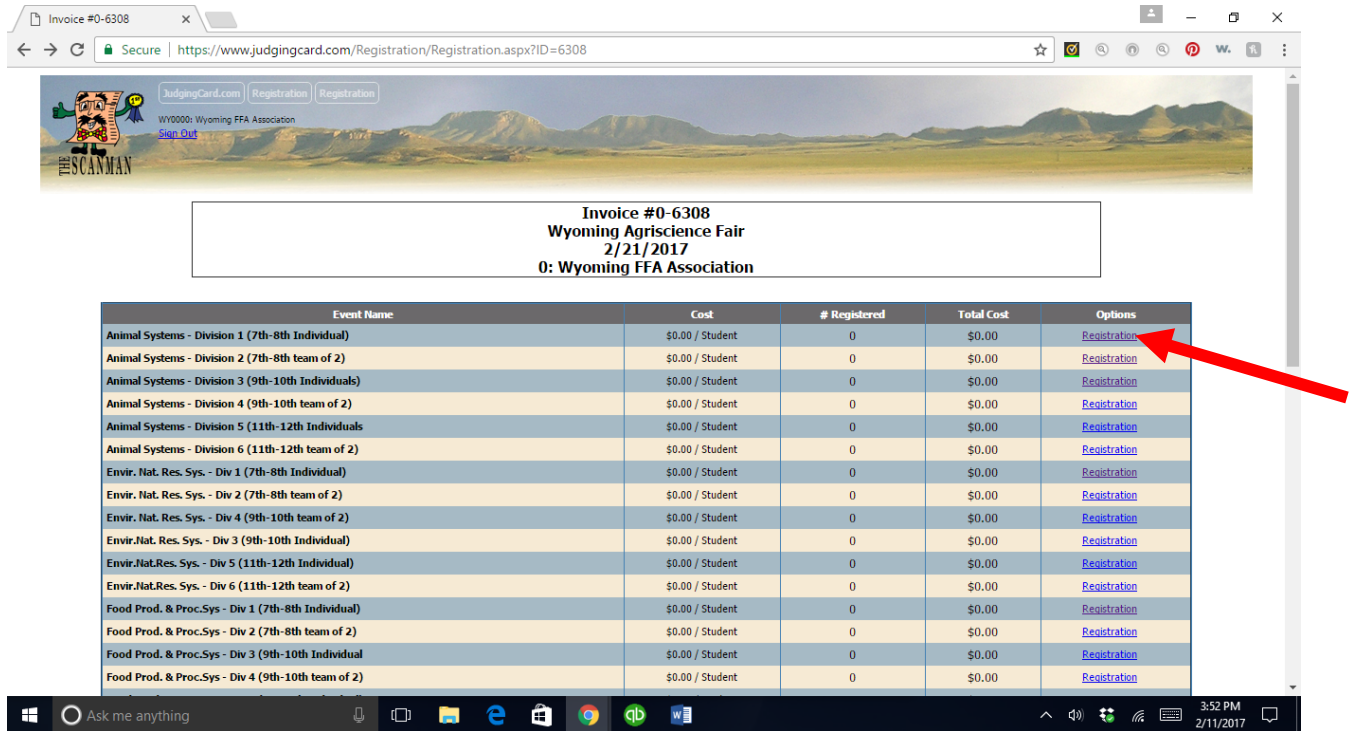 Invoice #0-6308
Secure | https://www.judgingcard.com/Registration/Registration.aspx?ID=6308
JudgingCard.com Registration Registration
WY0000: Wyoming FFA Association
Sign Out
1st
THE SCANMAN
Invoice #0-6308
Wyoming Agriscience Fair
2/21/2017
0: Wyoming FFA Association
Event Name Cost # Registered Total Cost Options
Animal Systems - Division 1 (7th-8th Individual) $0.00 / Student 0 $0.00 Registration
Animal Systems - Division 2 (7th-8th team of 2) $0.00 / Student 0 $0.00 Registration
Animal Systems - Division 3 (9th-10th Individuals) $0.00 / Student 0 $0.00 Registration
Animal Systems - Division 4 (9th-10th team of 2) $0.00 / Student 0 $0.00 Registration
Animal Systems - Division 5 (11th-12th Individuals $0.00 / Student 0 $0.00 Registration
Animal Systems - Division 6 (11th-12th team of 2) $0.00 / Student 0 $0.00 Registration
Envir. Nat. Res. Sys. - Div 1 (7th-8th Individual) $0.00 / Student 0 $0.00 Registration
Envir. Nat. Res. Sys. - Div 2 (7th-8th team of 2) $0.00 / Student 0 $0.00 Registration
Envir. Nat. Res. Sys. - Div 4 (9th-10th team of 2) $0.00 / Student 0 $0.00 Registration
Envir.Nat. Res. Sys. - Div 3 (9th-10th Individual) $0.00 / Student 0 $0.00 Registration
Envir.Nat.Res. Sys. - Div 5 (11th-12th Individual) $0.00 / Student 0 $0.00 Registration
Envir.Nat.Res. Sys. - Div 6 (11th-12th team of 2) $0.00 / Student 0 $0.00 Registration
Food Prod. & Proc.Sys - Div 1 (7th-8th Individual) $0.00 / Student 0 $0.00 Registration
Food Prod. & Proc.Sys - Div 2 (7th-8th team of 2) $0.00 / Student 0 $0.00 Registration
Food Prod. & Proc.Sys - Div 3 (9th-10th Individual $0.00 / Student 0 $0.00 Registration
Food Prod. & Proc.Sys - Div 4 (9th-10th team of 2) $0.00 / Student 0 $0.00 Registration
Ask me anything
3:52 PM
2/11/2017